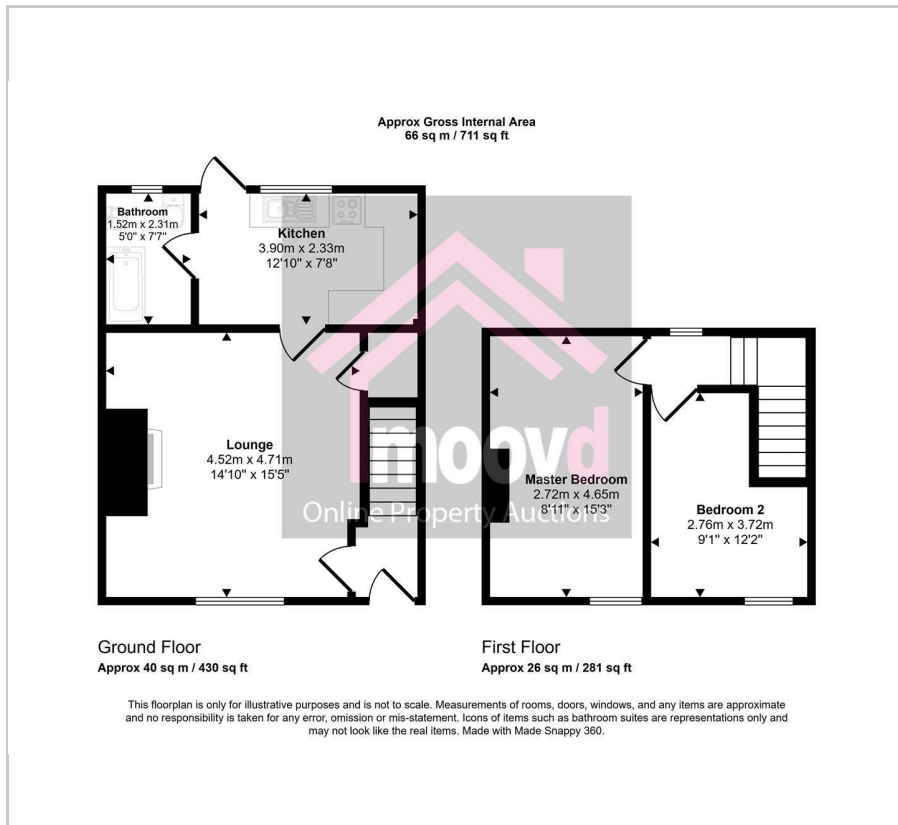 Approx Gross Internal Area
66 sq m / 711 sq ft
Bathroom
1.52m x 2.31m
5'0" x 7'7"
Kitchen
3.90m x 2.33m
12'10" x 7'8"
Lounge
4.52m x 4.71m
14'10" x 15'5"
Master Bedroom
2.72m x 4.65m
8'11" x 15'3"
Bedroom 2
2.76m x 3.72m
9'1" x 12'2"
imoovd
Online Property Auctions
Ground Floor
Approx 40 sq m / 430 sq ft
First Floor
Approx 26 sq m / 281 sq ft
This floorplan is only for illustrative purposes and is not to scale. Measurements of rooms, doors, windows, and any items are approximate
and no responsibility is taken for any error, omission or mis-statement. Icons of items such as bathroom suites are representations only and
may not look like the real items. Made with Made Snappy 360.